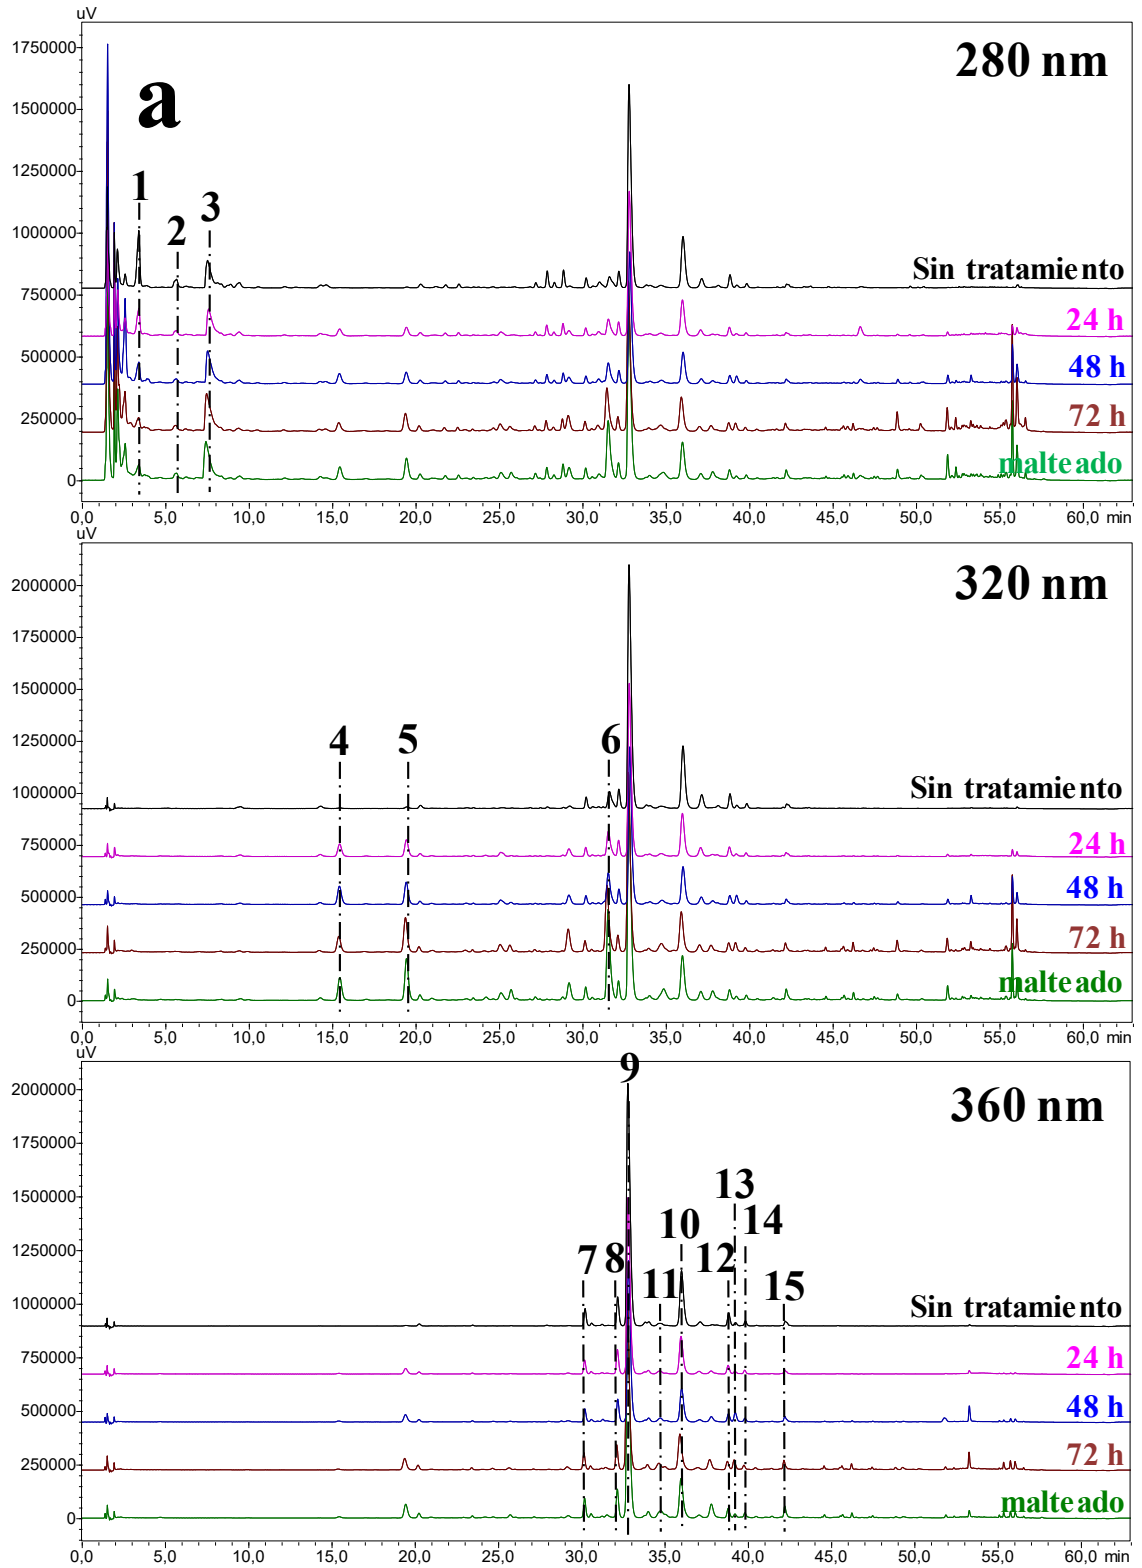 uV
280 nm
a
1750000
1500000
1250000
1000000
750000
500000
250000
0
1
2
3
Sin tratamiento
24 h
48 h
72 h
malteado
0,0 5,0 10,0 15,0 20,0 25,0 30,0 35,0 40,0 45,0 50,0 55,0 60,0 min
uV
320 nm
2000000
1750000
1500000
1250000
1000000
750000
500000
250000
0
4
5
6
Sin tratamiento
24 h
48 h
72 h
malteado
0,0 5,0 10,0 15,0 20,0 25,0 30,0 35,0 40,0 45,0 50,0 55,0 60,0 min
uV
360 nm
2000000
1750000
1500000
1250000
1000000
750000
500000
250000
0
7
8
9
10
11
12
13
14
15
Sin tratamiento
24 h
48 h
72 h
malteado
0,0 5,0 10,0 15,0 20,0 25,0 30,0 35,0 40,0 45,0 50,0 55,0 60,0 min